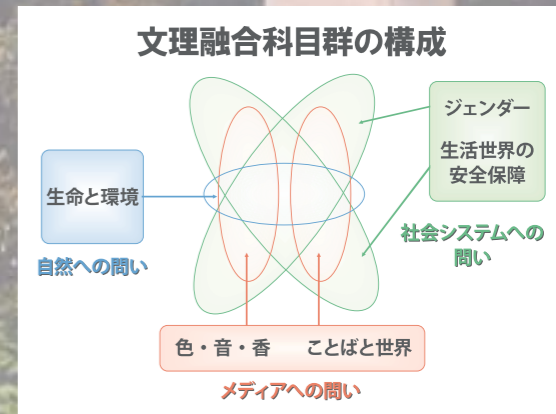 文理融合科目群の構成
ジェンダー
生活世界の
安全保障
社会システムへの
問い
生命と環境
自然への問い
色・音・香 ことばと世界
メディアへの問い